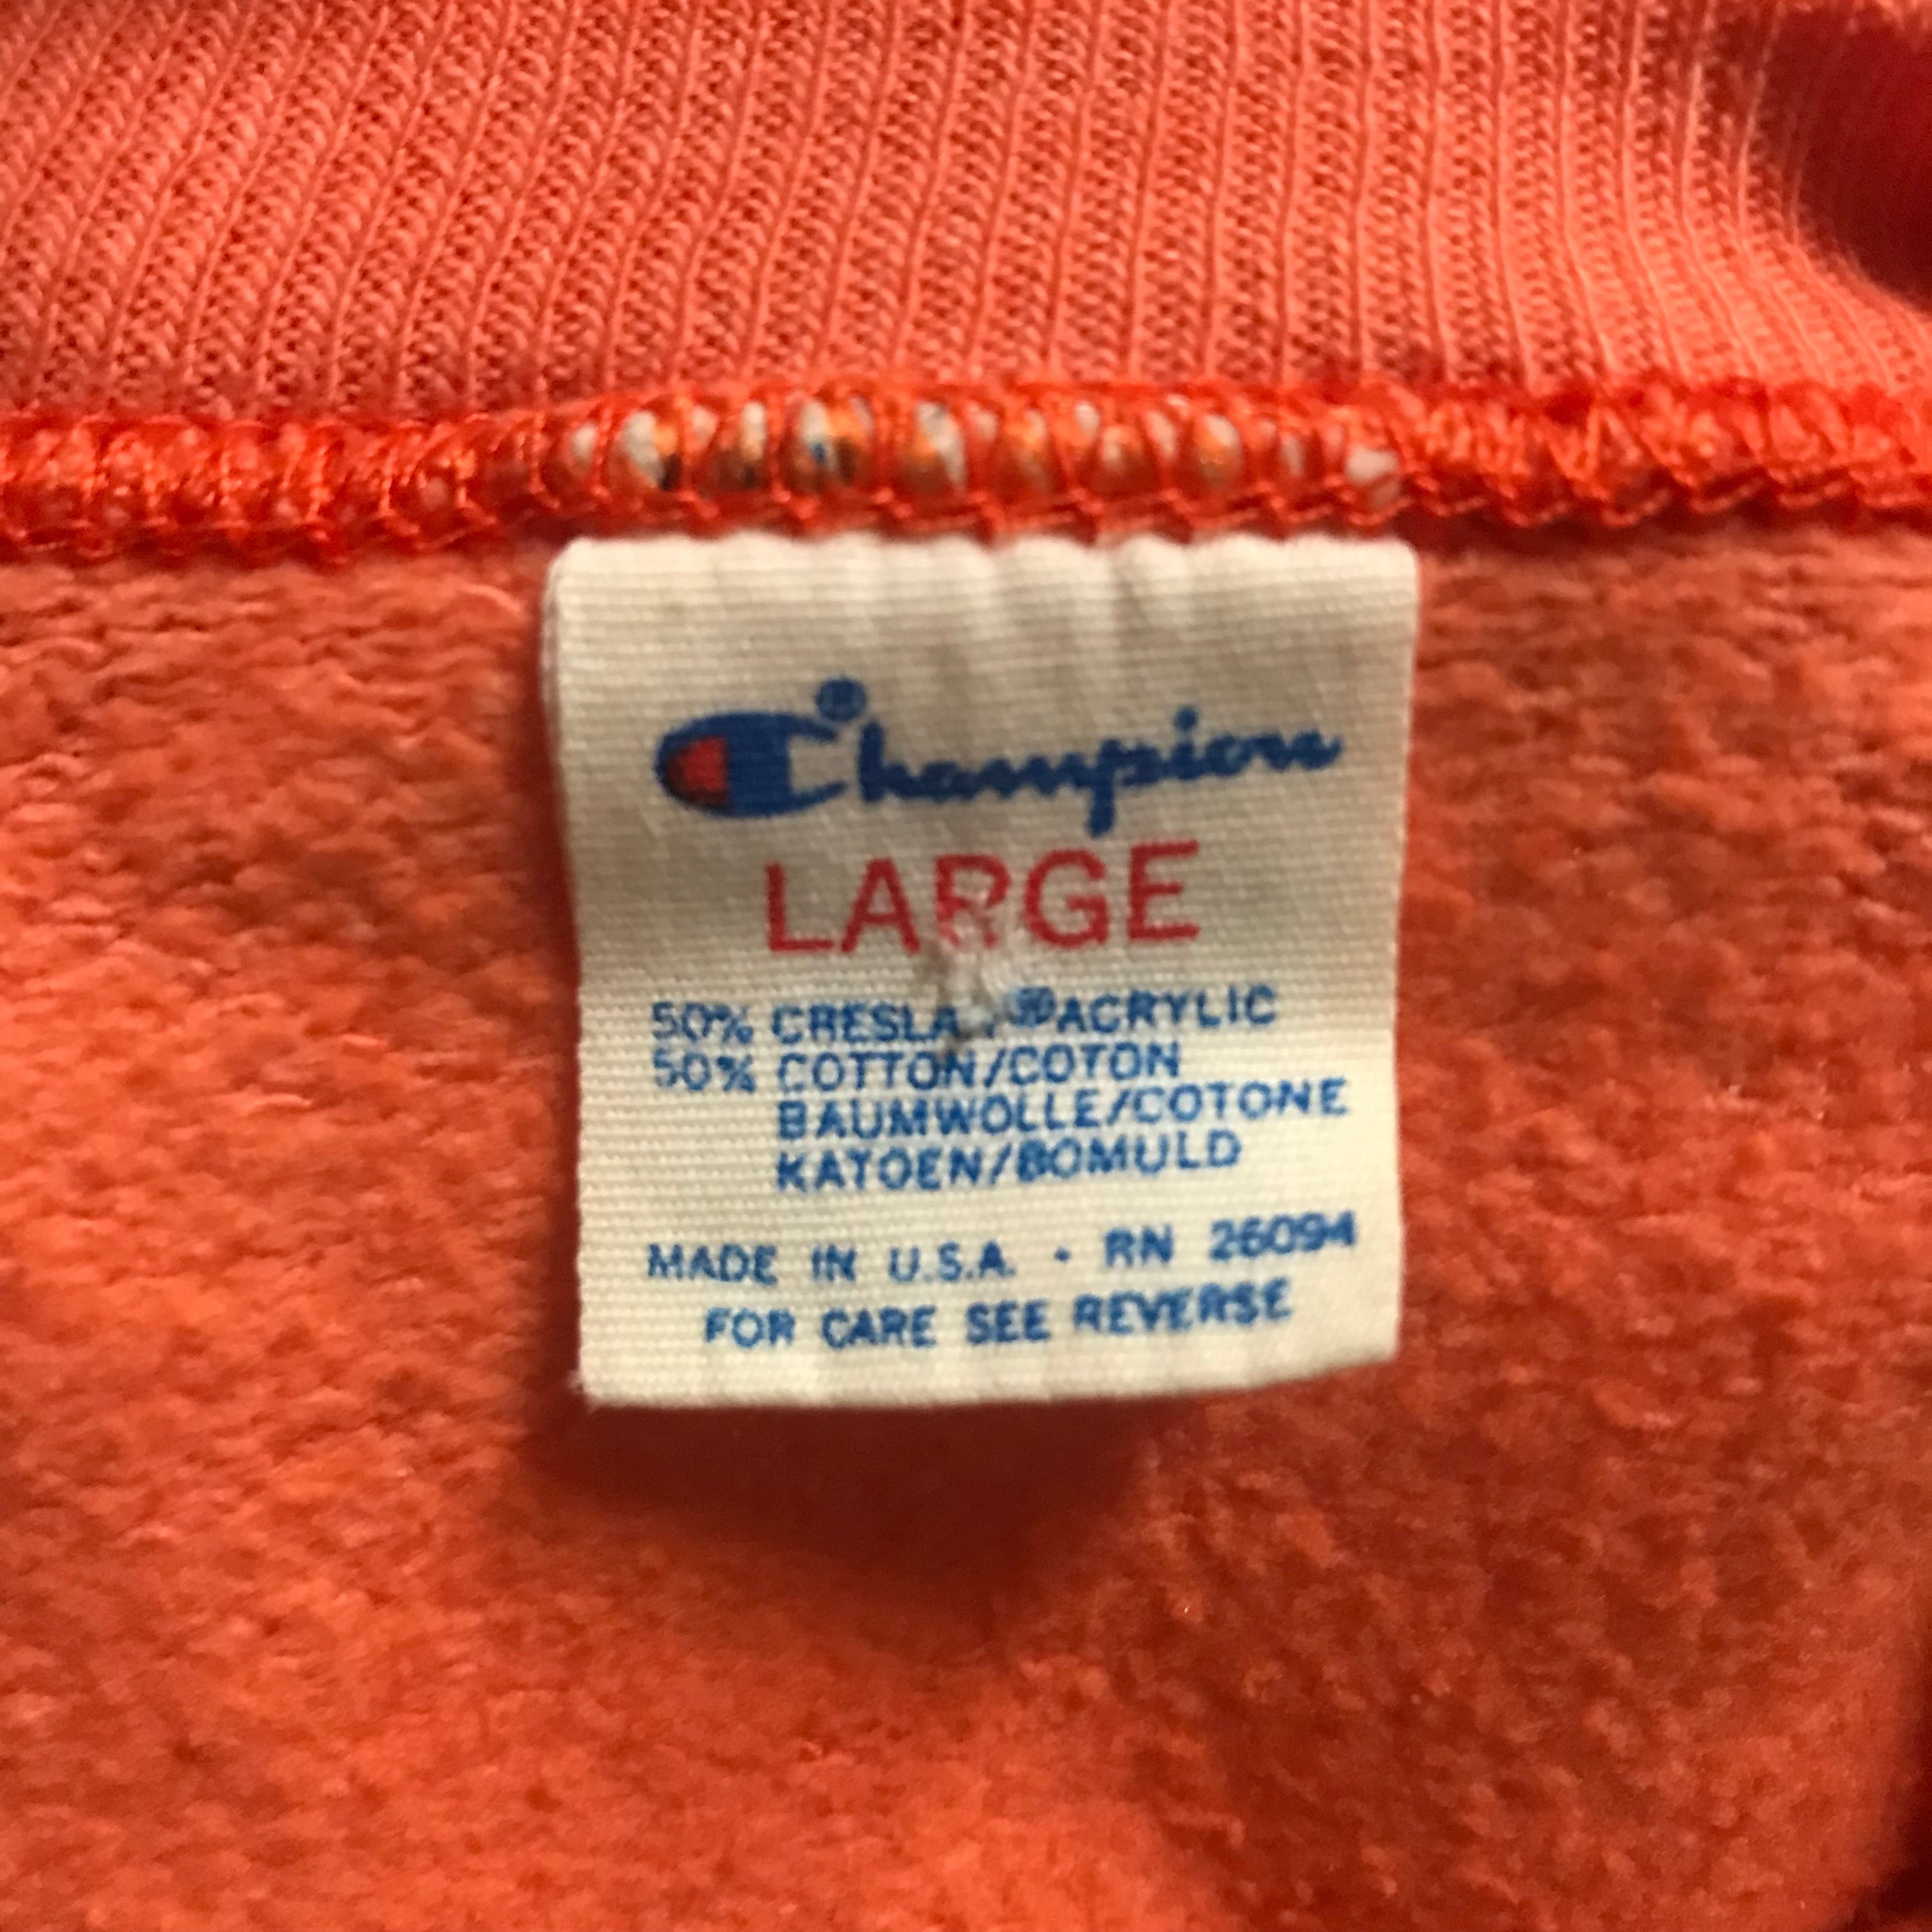 Champion®
LARGE
50% CRESLAN®ACRYLIC
50% COTTON/COTON
BAUMWOLLE/COTONE
KATOEN/BOMULD
MADE IN U.S.A. • RN 26094
FOR CARE SEE REVERSE